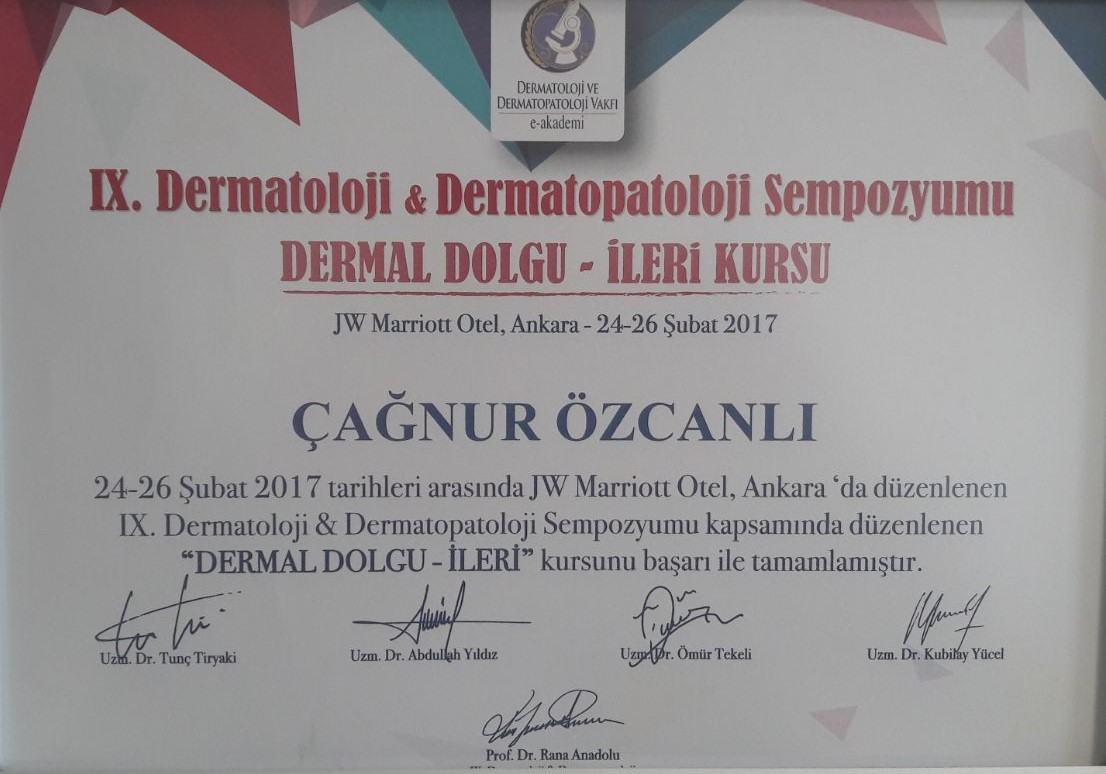 DERMATOLOJİ VE
DERMATOPATOLOJİ VAKFI
e-akademi
IX. Dermatoloji & Dermatopatoloji Sempozyumu
DERMAL DOLGU - İLERİ KURSU
JW Marriott Otel, Ankara - 24-26 Şubat 2017
ÇAĞNUR ÖZCANLI
24-26 Şubat 2017 tarihleri arasında JW Marriott Otel, Ankara ‘da düzenlenen
IX. Dermatoloji & Dermatopatoloji Sempozyumu kapsamında düzenlenen
“DERMAL DOLGU - İLERİ” kursunu başarı ile tamamlamıştır.
Uzm. Dr. Tunç Tiryaki
Uzm. Dr. Abdullah Yıldız
Uzm. Dr. Ömür Tekeli
Uzm. Dr. Kubilay Yücel
Prof. Dr. Rana Anadolu